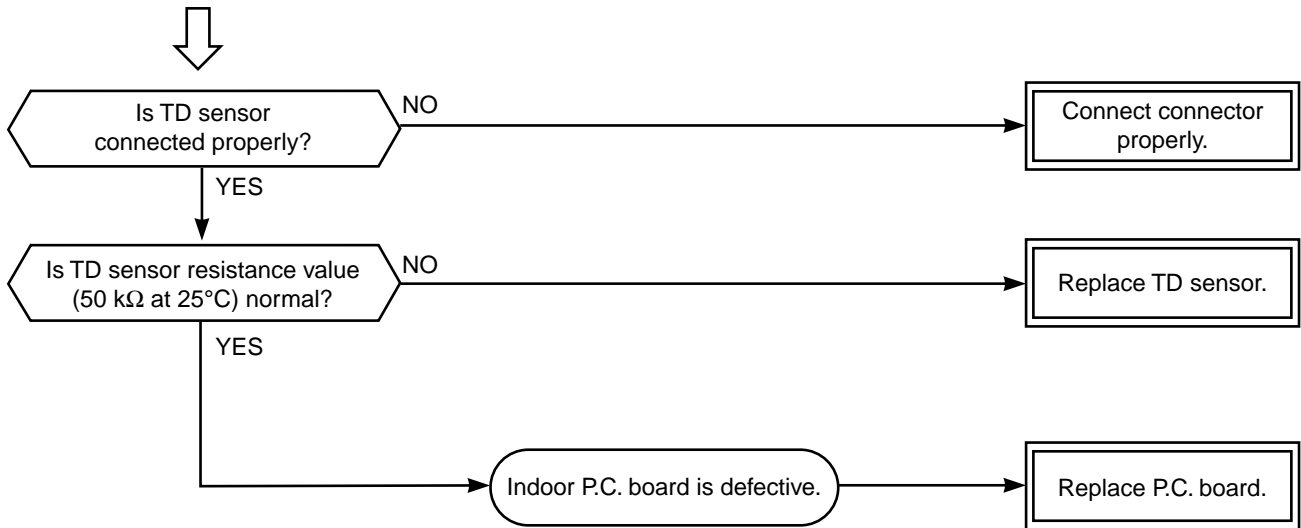 Is TD sensor
connected properly?
NO
Connect connector
properly.
YES
Is TD sensor resistance value
(50 kΩ at 25°C) normal?
NO
Replace TD sensor.
YES
Indoor P.C. board is defective.
Replace P.C. board.